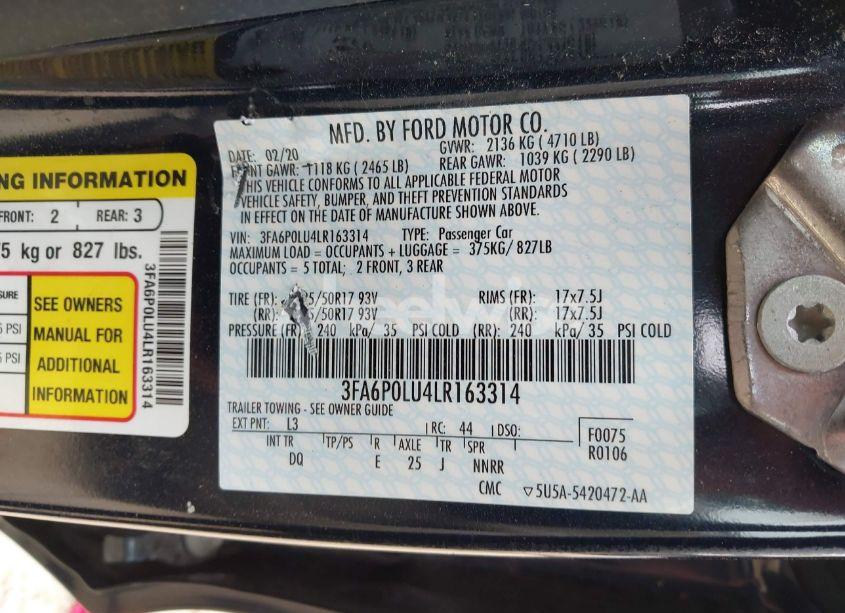 MFD. BY FORD MOTOR CO.
DATE: 02/20 GVWR: 2136 KG ( 4710 LB)
FRONT GAWR: 1118 KG ( 2465 LB) REAR GAWR: 1039 KG ( 2290 LB)
THIS VEHICLE CONFORMS TO ALL APPLICABLE FEDERAL MOTOR
VEHICLE SAFETY, BUMPER, AND THEFT PREVENTION STANDARDS
IN EFFECT ON THE DATE OF MANUFACTURE SHOWN ABOVE.
VIN: 3FA6P0LU4LR163314 TYPE: Passenger Car
MAXIMUM LOAD = OCCUPANTS + LUGGAGE = 375KG/ 827LB
OCCUPANTS = 5 TOTAL; 2 FRONT, 3 REAR
TIRE (FR): 5/50R17 93V RIMS (FR): 17x7.5J
(RR): 5/50R17 93V (RR): 17x7.5J
PRESSURE (FR) 240 kPa/ 35 PSI COLD (RR): 240 kPa/ 35 PSI COLD
3FA6P0LU4LR163314
TRAILER TOWING - SEE OWNER GUIDE
EXT PNT: L3 RC: 44 DSO: F0075
R0106
INT TR TP/PS R AXLE TR SPR
DQ E 25 J NNRR
CMC ▽5U5A-5420472-AA
NG INFORMATION
FRONT: 2 REAR: 3
75 kg or 827 lbs.
SURE
5 PSI
5 PSI
SEE OWNERS
MANUAL FOR
ADDITIONAL
INFORMATION
3FA6P0LU4LR163314